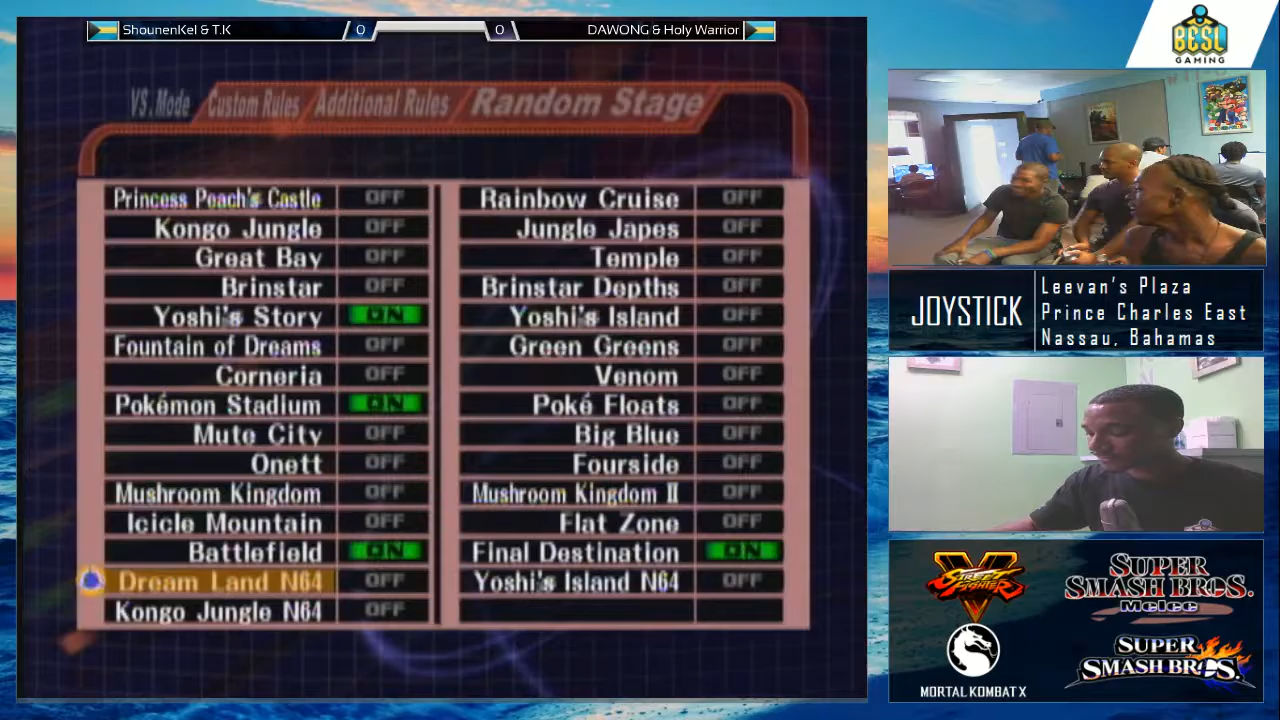 ShounenKel & T.K
0
0
DAWONG & Holy Warrior
BESL
GAMING
VS. Mode
Custom Rules
Additional Rules
Random Stage
Princess Peach's Castle OFF
Rainbow Cruise OFF
Kongo Jungle OFF
Jungle Japes OFF
Great Bay OFF
Temple OFF
Brinstar OFF
Brinstar Depths OFF
Yoshi's Story ON
Yoshi's Island OFF
Fountain of Dreams OFF
Green Greens OFF
Corneria OFF
Venom OFF
Pokémon Stadium ON
Poké Floats OFF
Mute City OFF
Big Blue OFF
Onett OFF
Fourside OFF
Mushroom Kingdom OFF
Mushroom Kingdom II OFF
Icicle Mountain OFF
Flat Zone OFF
Battlefield ON
Final Destination ON
Dream Land N64 OFF
Yoshi's Island N64 OFF
Kongo Jungle N64 OFF
JOYSTICK
Leevan's Plaza
Prince Charles East
Nassau, Bahamas
V
STREET FIGHTER
SUPER
SMASH BROS.
Melee
MORTAL KOMBAT X
SUPER
SMASH BROS.